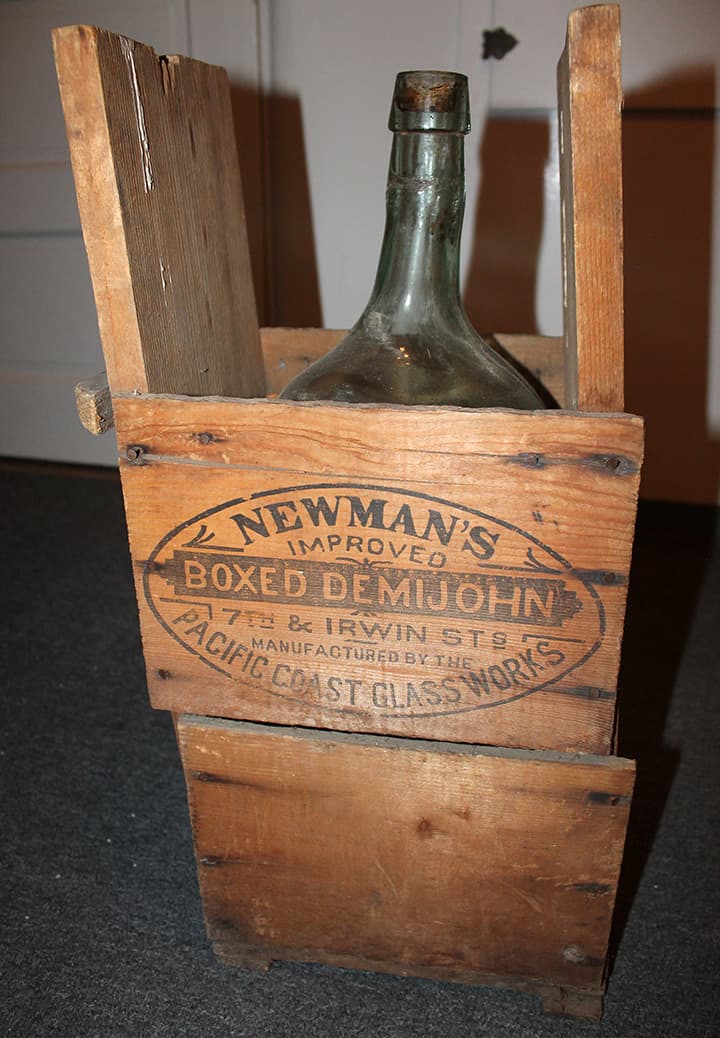 NEWMAN'S
IMPROVED
BOXED DEMIJOHN
7TH & IRWIN STS
MANUFACTURED BY THE
PACIFIC COAST GLASS WORKS